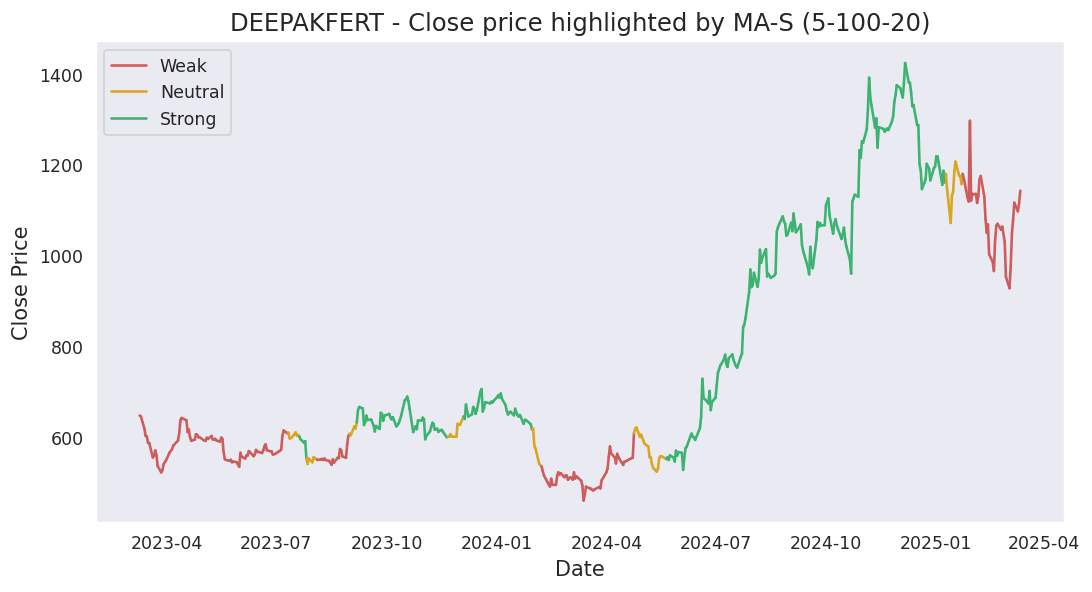 DEEPAKFERT - Close price highlighted by MA-S (5-100-20)
Weak
Neutral
Strong
1400
1200
1000
800
600
Close Price
2023-04 2023-07 2023-10 2024-01 2024-04 2024-07 2024-10 2025-01 2025-04
Date